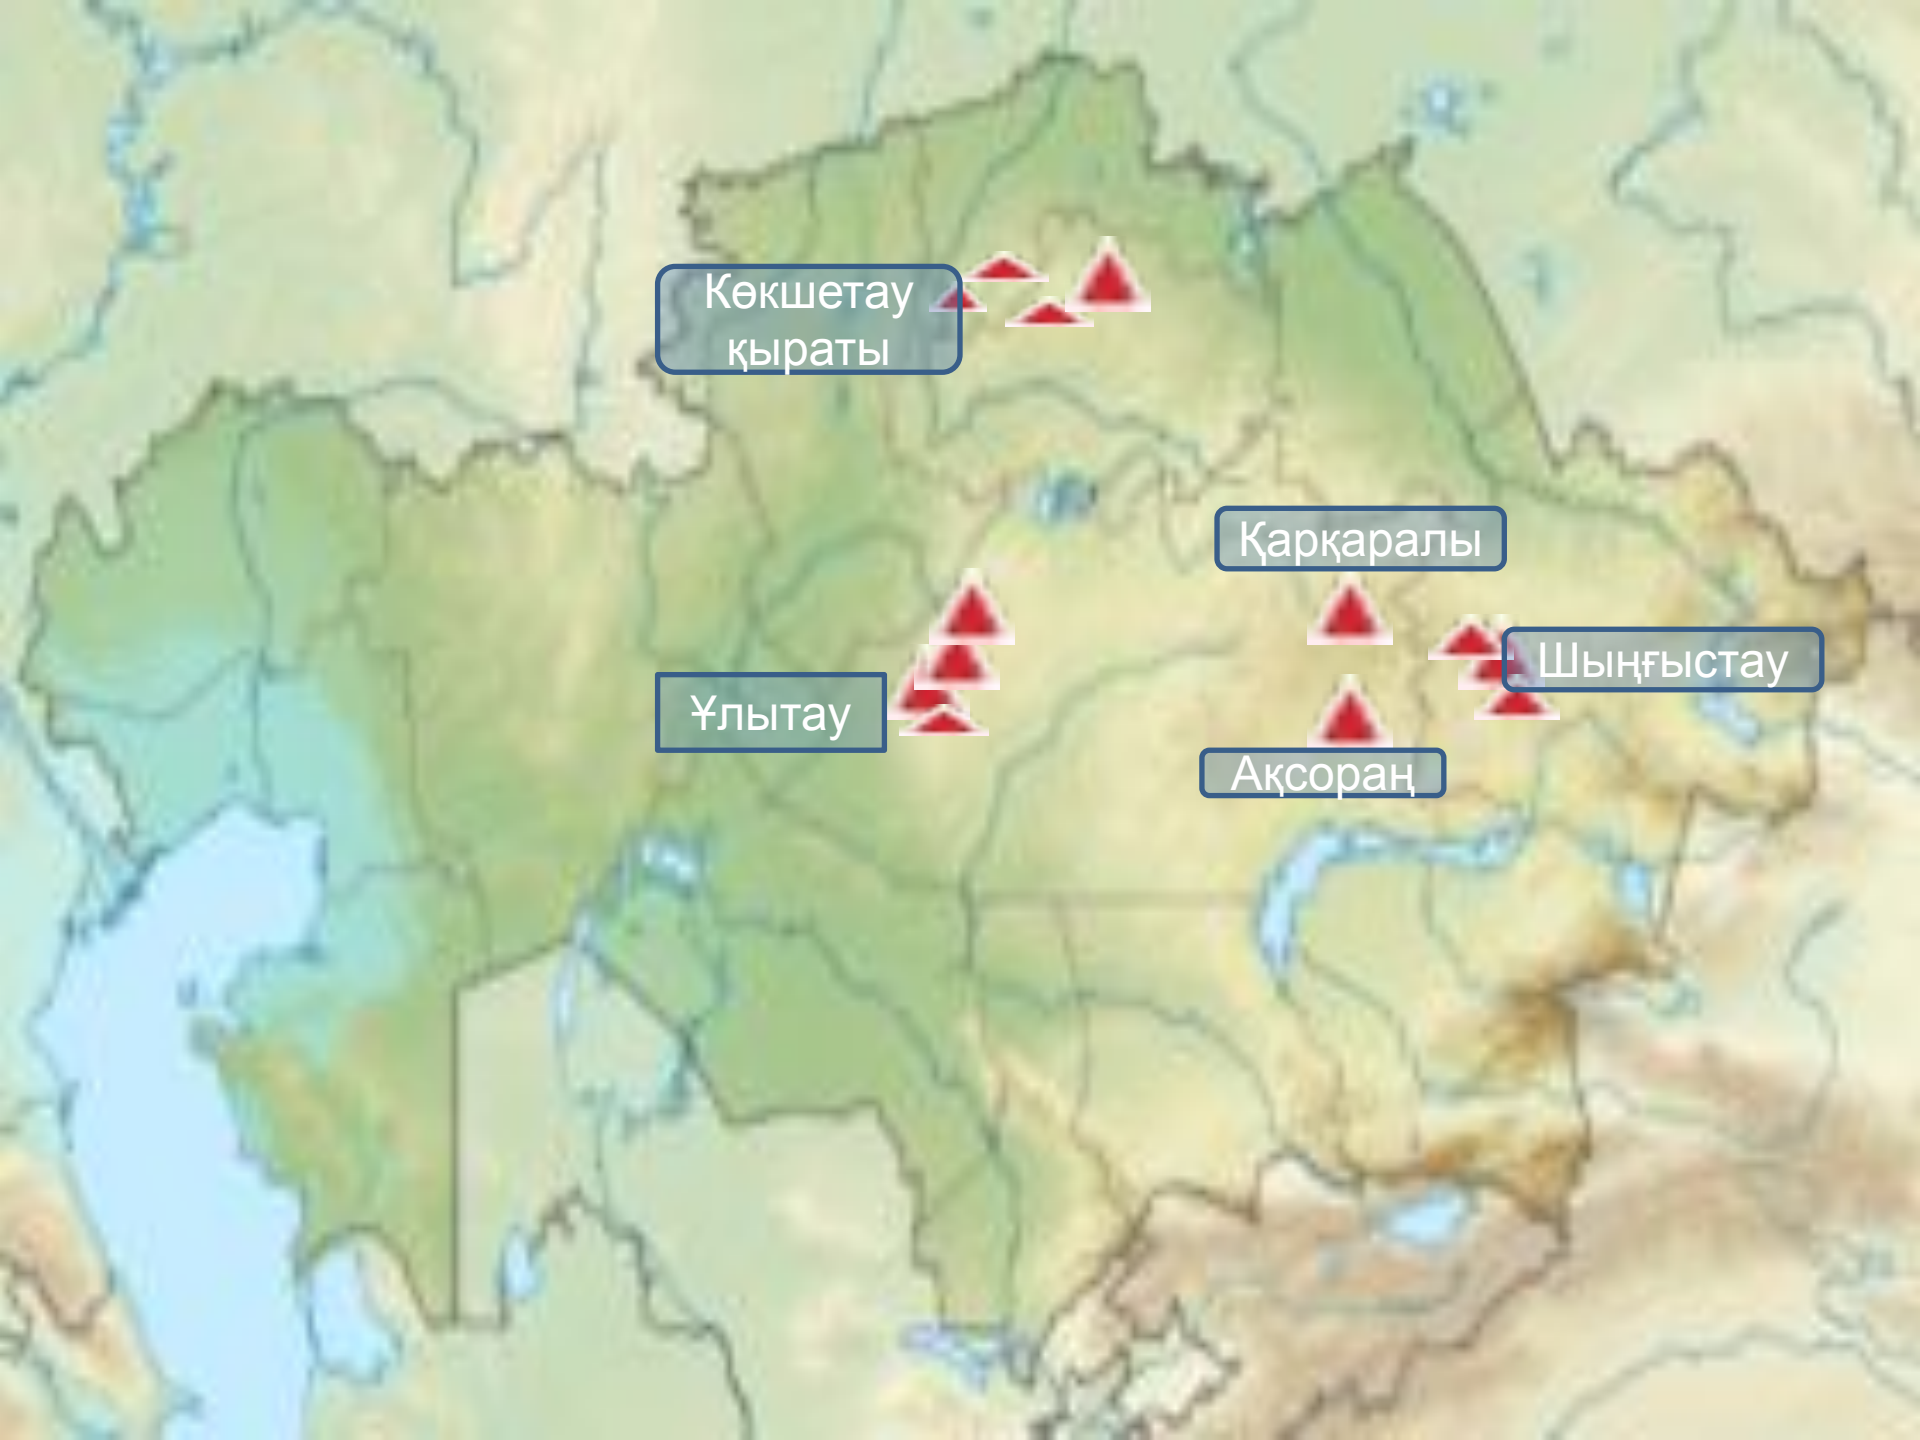 Көкшетау
қыраты
Қарқаралы
Шыңғыстау
Ұлытау
Ақсораң